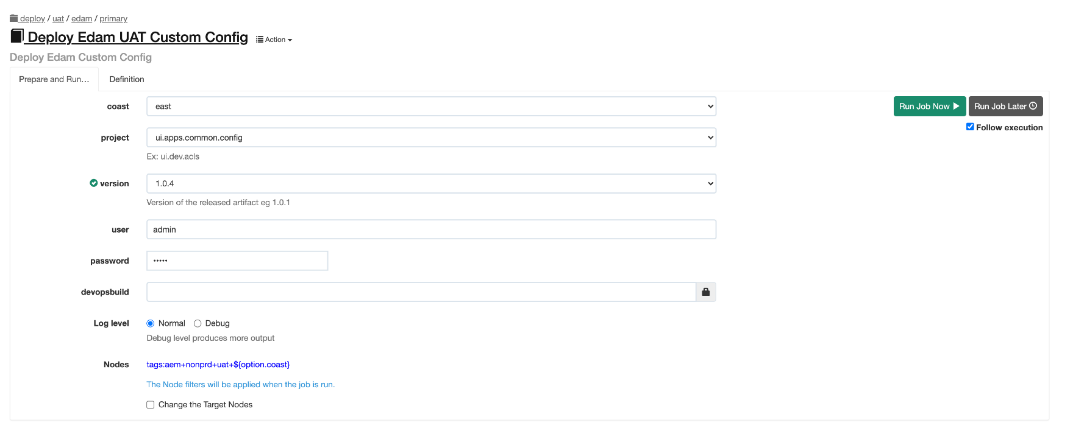 deploy / uat / edam / primary
Deploy Edam UAT Custom Config Action
Deploy Edam Custom Config
Prepare and Run... Definition
coast east Run Job Now Run Job Later
Follow execution
project ui.apps.common.config
Ex: ui.dev.acls
version 1.0.4
Version of the released artifact eg 1.0.1
user admin
password •••••
devopsbuild
Log level Normal Debug
Debug level produces more output
Nodes tags:aem+nonprd+uat+${option.coast}
The Node filters will be applied when the job is run.
Change the Target Nodes